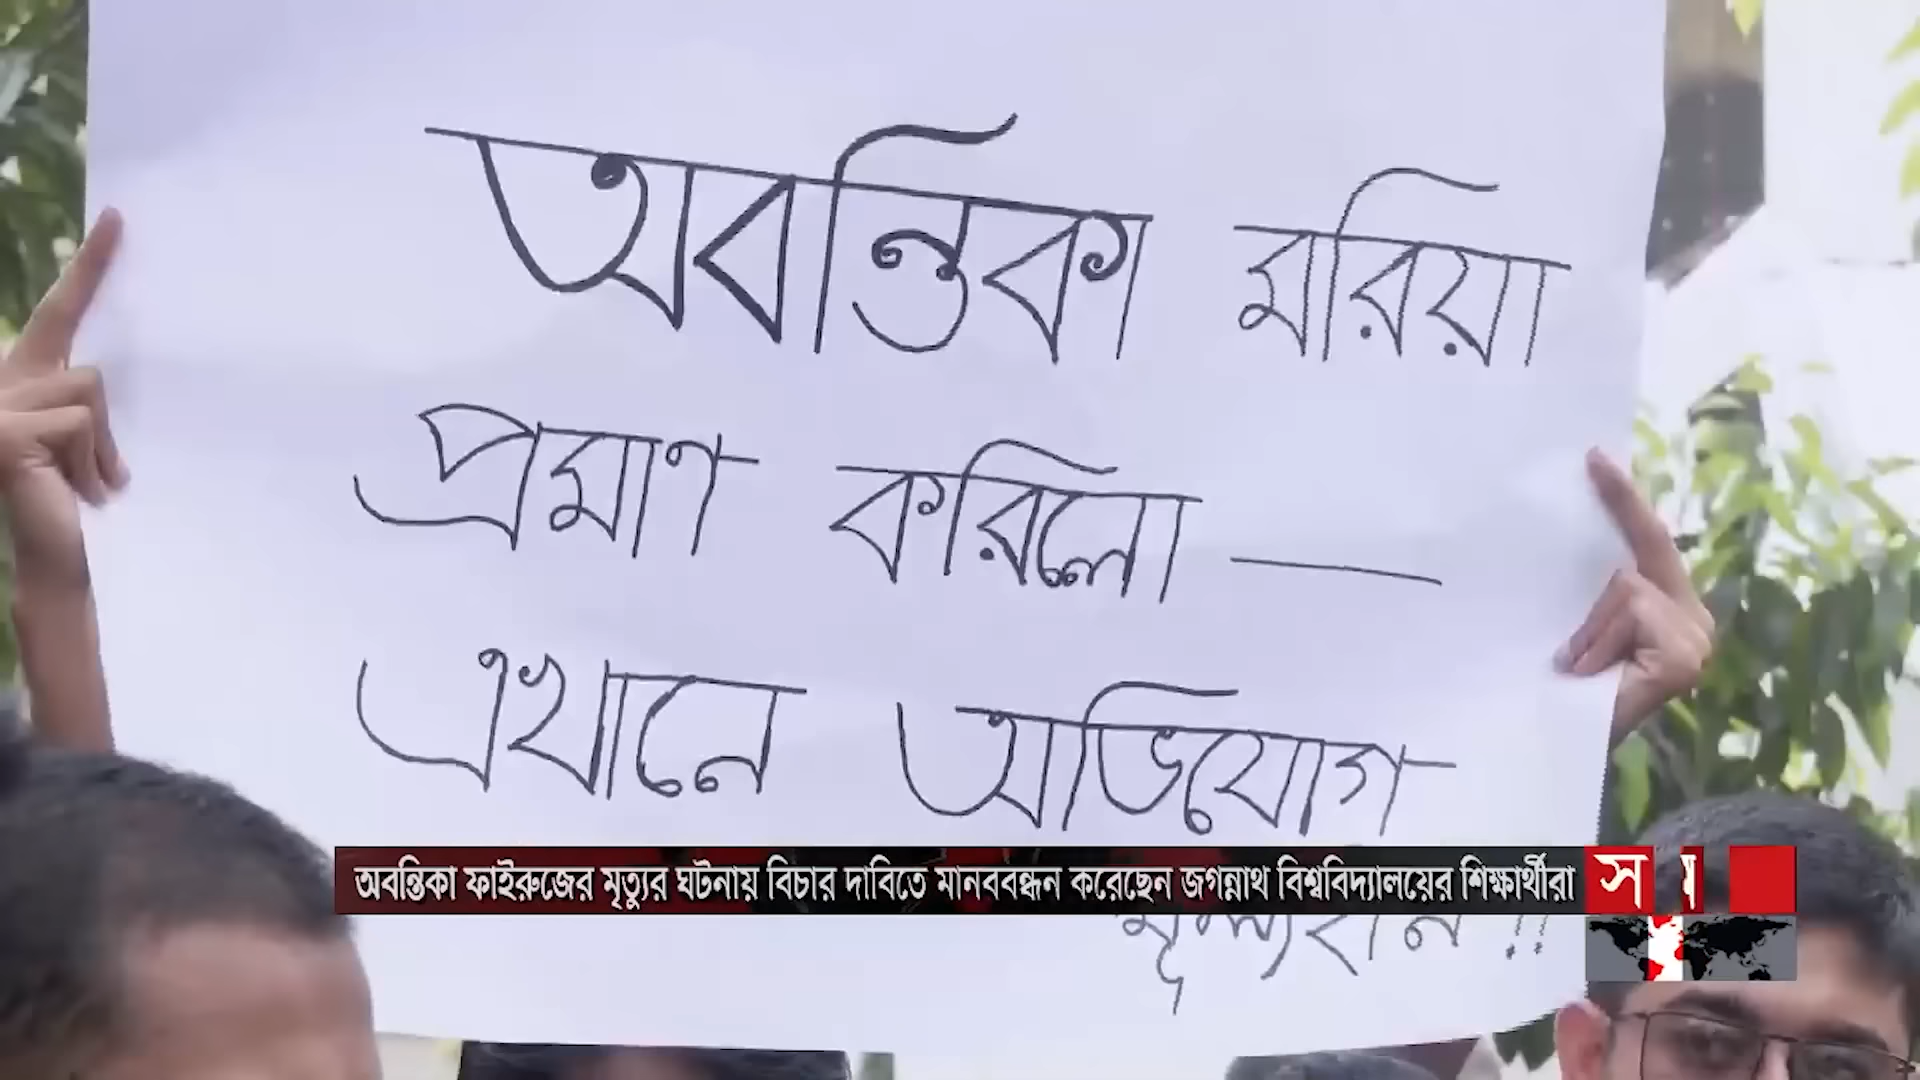 অবন্তিকা মরিয়া
প্রমাণ করিলো —
এখানে অভিযোগ
অবন্তিকা ফাইরুজের মৃত্যুর ঘটনায় বিচার দাবিতে মানববন্ধন করেছেন জগন্নাথ বিশ্ববিদ্যালয়ের শিক্ষার্থীরা
স ম
মূল্যহীন !!